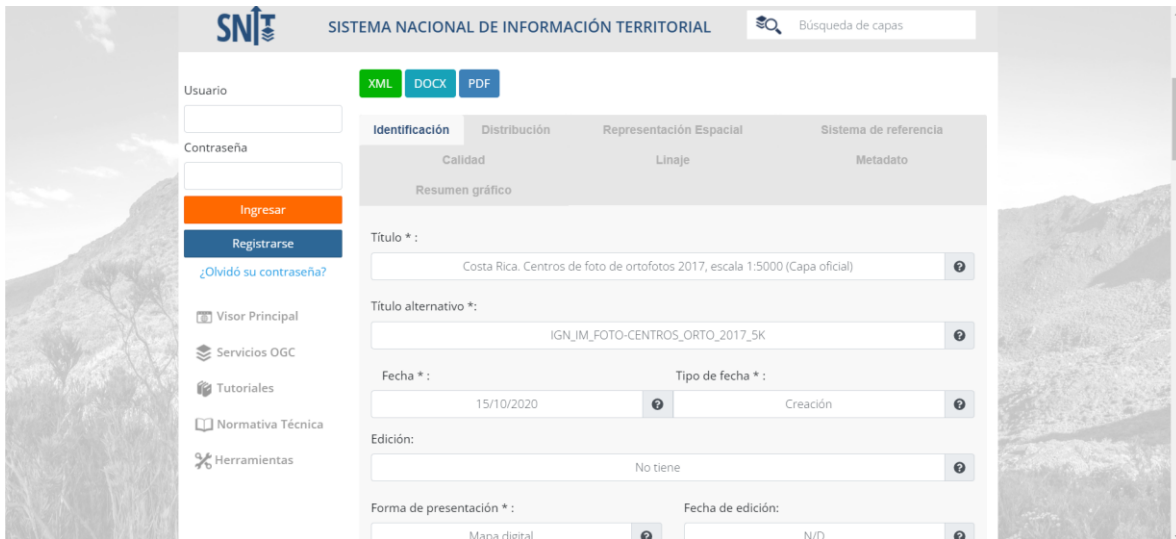 SNIT
SISTEMA NACIONAL DE INFORMACIÓN TERRITORIAL
Búsqueda de capas
XML DOCX PDF
Usuario
Contraseña
Ingresar
Registrarse
¿Olvidó su contraseña?
Visor Principal
Servicios OGC
Tutoriales
Normativa Técnica
Herramientas
Identificación Distribución Representación Espacial Sistema de referencia
Calidad Linaje Metadato
Resumen gráfico
Título * :
Costa Rica. Centros de foto de ortofotos 2017, escala 1:5000 (Capa oficial)
Título alternativo *:
IGN_IM_FOTO-CENTROS_ORTO_2017_5K
Fecha * : Tipo de fecha * :
15/10/2020 Creación
Edición:
No tiene
Forma de presentación * : Fecha de edición:
Mapa digital N/D